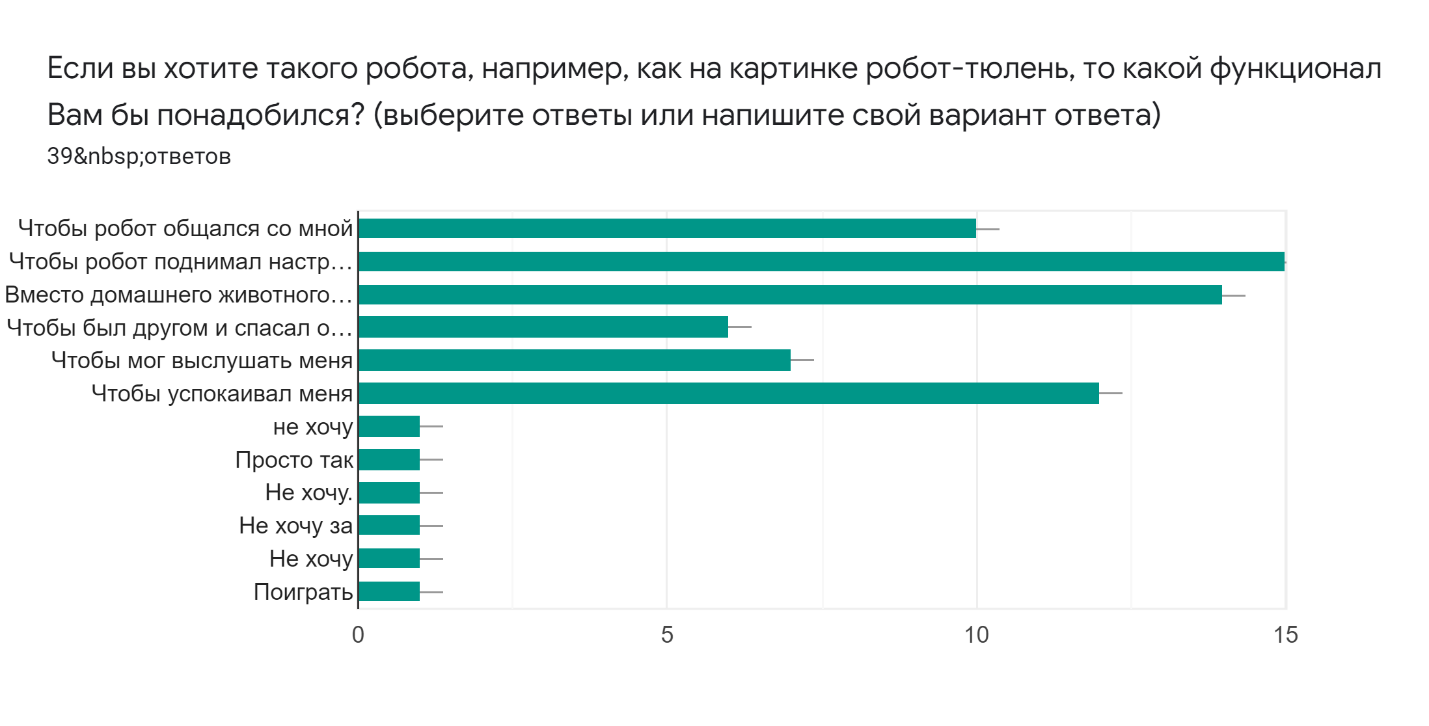 Если вы хотите такого робота, например, как на картинке робот-тюлень, то какой функционал
Вам бы понадобился? (выберите ответы или напишите свой вариант ответа)
39&nbsp;ответов
Чтобы робот общался со мной
Чтобы робот поднимал настр…
Вместо домашнего животного…
Чтобы был другом и спасал о…
Чтобы мог выслушать меня
Чтобы успокаивал меня
не хочу
Просто так
Не хочу.
Не хочу за
Не хочу
Поиграть
0 5 10 15